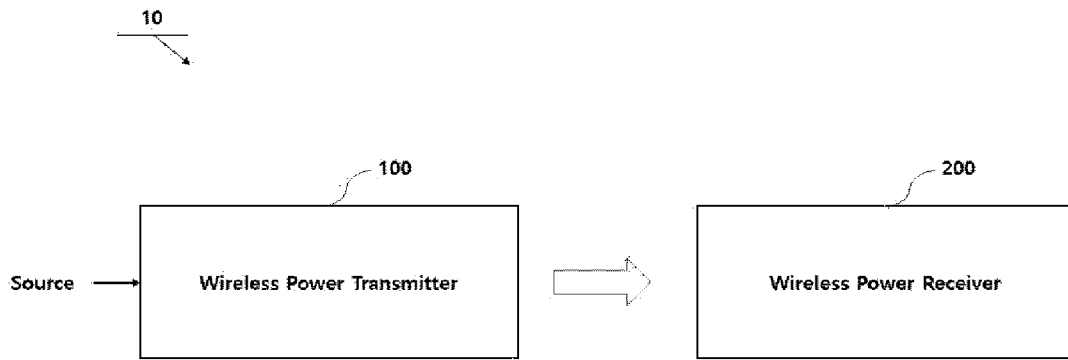 10
100
200
Source
Wireless Power Transmitter
Wireless Power Receiver